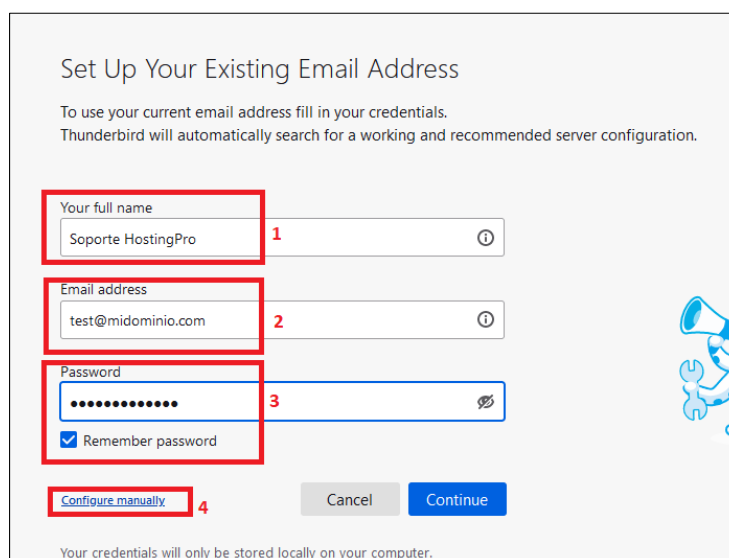 Set Up Your Existing Email Address
To use your current email address fill in your credentials.
Thunderbird will automatically search for a working and recommended server configuration.
Your full name
Soporte HostingPro
1
Email address
test@midominio.com
2
Password
•••••••••••••
3
Remember password
Configure manually
4
Cancel
Continue
Your credentials will only be stored locally on your computer.